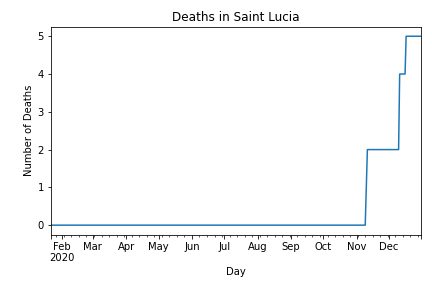 Deaths in Saint Lucia
5
4
3
2
1
0
Number of Deaths
Feb Mar Apr May Jun Jul Aug Sep Oct Nov Dec
2020
Day